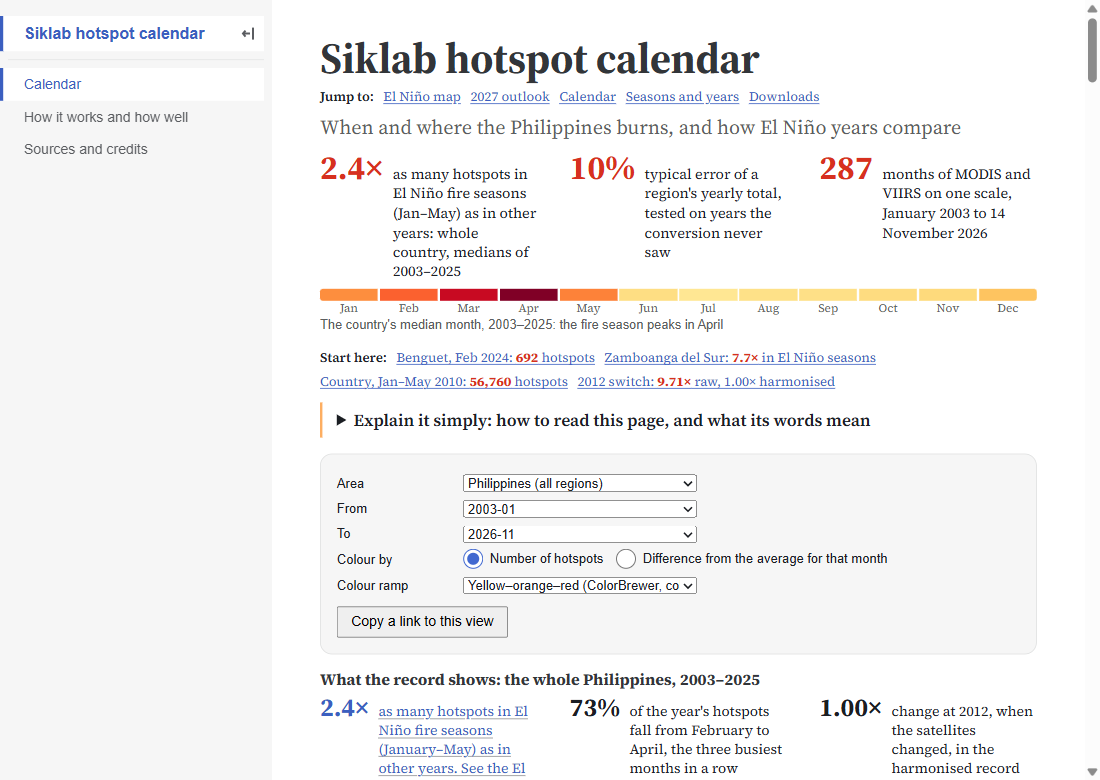 Siklab hotspot calendar
Calendar
How it works and how well
Sources and credits
Siklab hotspot calendar
Jump to: El Niño map 2027 outlook Calendar Seasons and years Downloads
When and where the Philippines burns, and how El Niño years compare
2.4× as many hotspots in
El Niño fire seasons
(Jan–May) as in other
years: whole
country, medians of
2003–2025
10% typical error of a
region's yearly total,
tested on years the
conversion never
saw
287 months of MODIS and
VIIRS on one scale,
January 2003 to 14
November 2026
Jan Feb Mar Apr May Jun Jul Aug Sep Oct Nov Dec
The country's median month, 2003–2025: the fire season peaks in April
Start here: Benguet, Feb 2024: 692 hotspots Zamboanga del Sur: 7.7× in El Niño seasons
Country, Jan–May 2010: 56,760 hotspots 2012 switch: 9.71× raw, 1.00× harmonised
Explain it simply: how to read this page, and what its words mean
Area Philippines (all regions)
From 2003-01
To 2026-11
Colour by Number of hotspots Difference from the average for that month
Colour ramp Yellow–orange–red (ColorBrewer, co
Copy a link to this view
What the record shows: the whole Philippines, 2003–2025
2.4× as many hotspots in El
Niño fire seasons
(January–May) as in
other years. See the El
73% of the year's hotspots
fall from February to
April, the three busiest
months in a row
1.00× change at 2012, when
the satellites
changed, in the
harmonised record